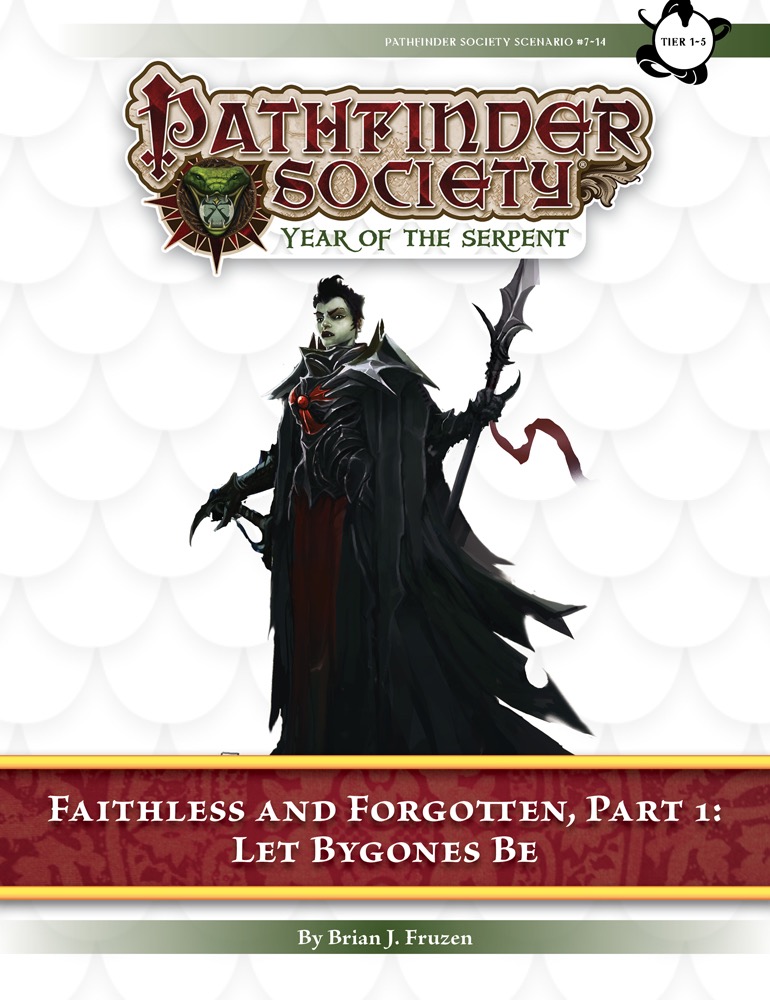 PATHFINDER SOCIETY SCENARIO #7-14
TIER 1-5
PATHFINDER
SOCIETY®
YEAR OF THE SERPENT
FAITHLESS AND FORGOTTEN, PART 1:
LET BYGONES BE
By Brian J. Fruzen